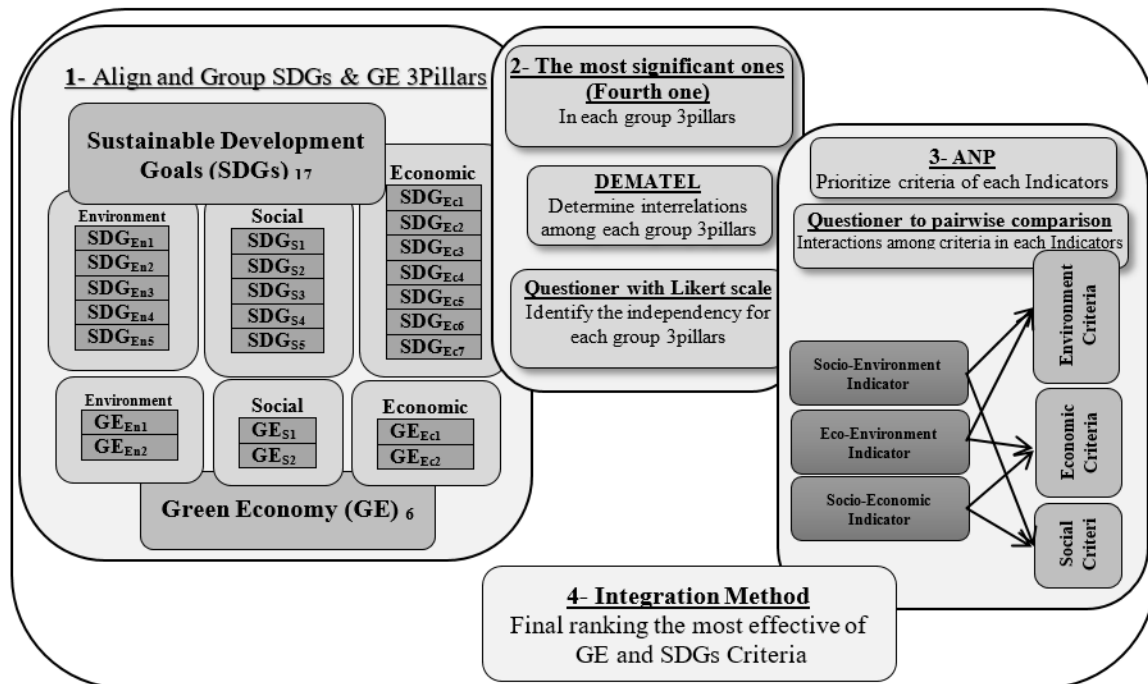 1- Align and Group SDGs & GE 3Pillars
Sustainable Development
Goals (SDGs) 17
Environment
SDGEn1
SDGEn2
SDGEn3
SDGEn4
SDGEn5
Social
SDGS1
SDGS2
SDGS3
SDGS4
SDGS5
Economic
SDGEc1
SDGEc2
SDGEc3
SDGEc4
SDGEc5
SDGEc6
SDGEc7
Environment
GEEn1
GEEn2
Social
GES1
GES2
Economic
GEEc1
GEEc2
Green Economy (GE) 6
2- The most significant ones
(Fourth one)
In each group 3pillars
DEMATEL
Determine interrelations
among each group 3pillars
Questioner with Likert scale
Identify the independency for
each group 3pillars
3- ANP
Prioritize criteria of each Indicators
Questioner to pairwise comparison
Interactions among criteria in each Indicators
Socio-Environment
Indicator
Eco-Environment
Indicator
Socio-Economic
Indicator
Environment
Criteria
Economic
Criteria
Social
Criteri
4- Integration Method
Final ranking the most effective of
GE and SDGs Criteria